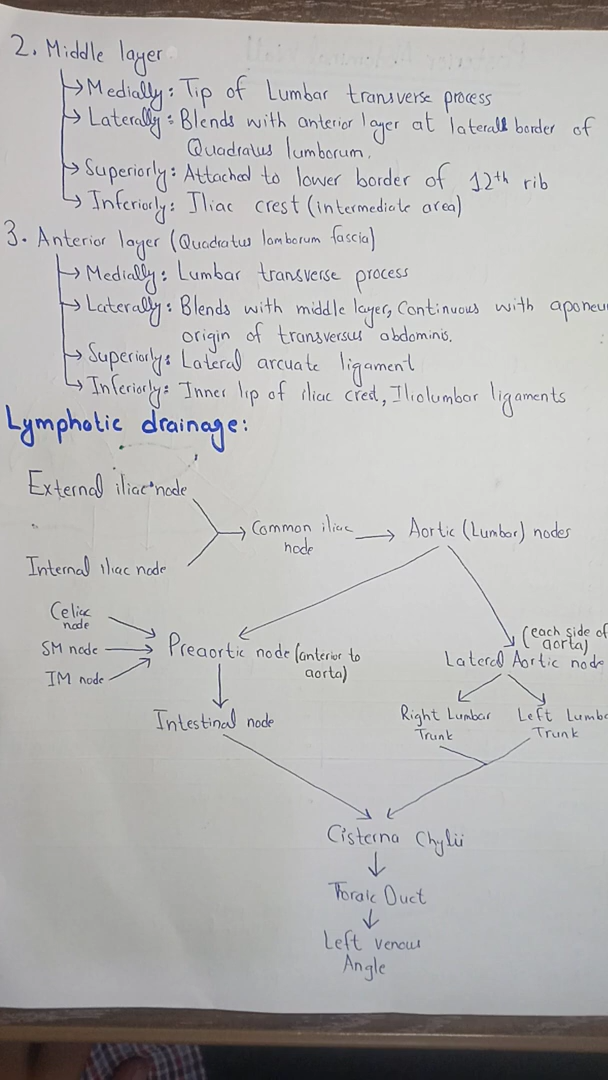 2. Middle layer
→ Medially: Tip of Lumbar transverse process
→ Laterally: Blends with anterior layer at laterall border of
Quadratus lumborum.
→ Superiorly: Attached to lower border of 12th rib
→ Inferiorly: Iliac crest (intermediate area)
3. Anterior layer (Quadratus lomborum fascia)
→ Medially: Lumbar transverse process
→ Laterally: Blends with middle layer, Continuous with aponeu
origin of transversus abdominis.
→ Superiorly: Lateral arcuate ligament
→ Inferiorly: Inner lip of iliac crest, Iliolumbar ligaments
Lymphatic drainage:
External iliac node
→ Common iliac → Aortic (Lumbar) nodes
node
Internal iliac node
Celiac
node
SM node
IM node
Preaortic node (anterior to
aorta)
(each side of
aorta)
Lateral Aortic node
Intestinal node
Right Lumbar
Trunk
Left Lumba
Trunk
Cisterna Chylii
Toraic Duct
Left venous
Angle